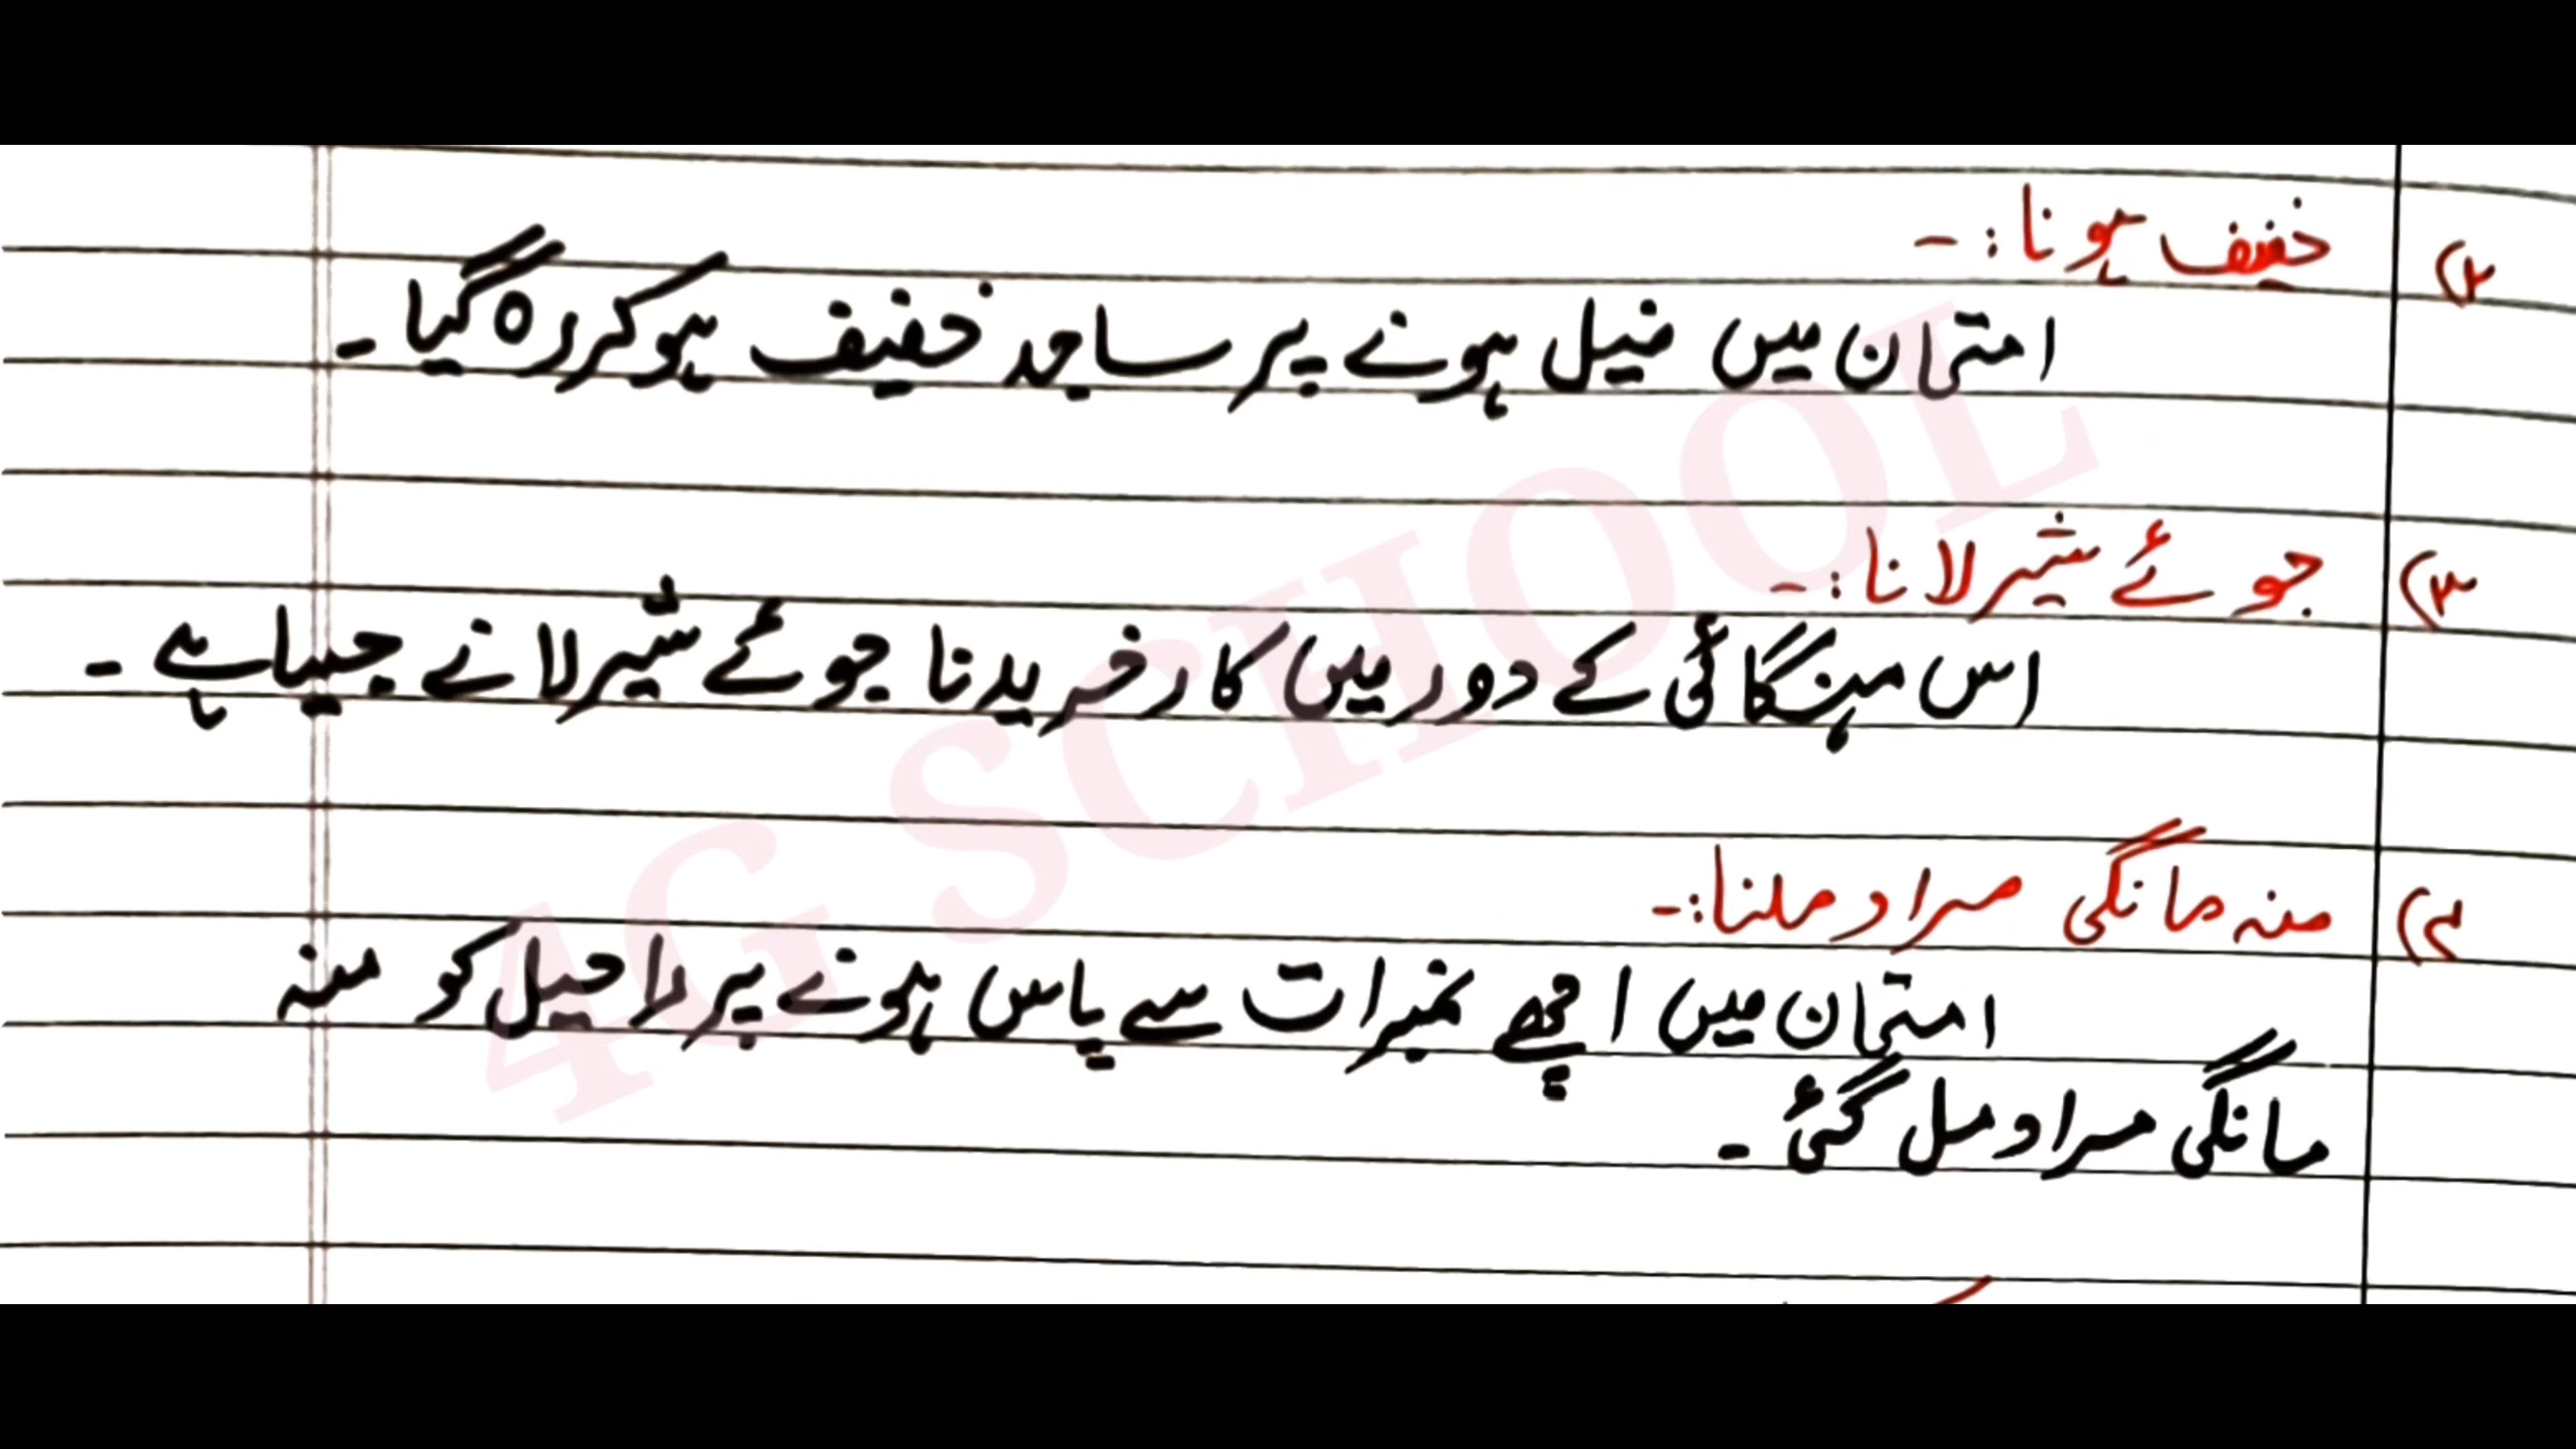 ۲) خفیف ہونا :-
امتحان میں فیل ہونے پر ساجد خفیف ہو کر رہ گیا ۔
۳) جوئے شیر لانا :-
اس مہنگائی کے دور میں کار خریدنا جوئے شیر لانے جیسا ہے ۔
۴) منہ مانگی مراد ملنا :-
امتحان میں اچھے نمبرات سے پاس ہونے پر راحیل کو منہ
مانگی مراد مل گئی ۔
4G SCHOOL